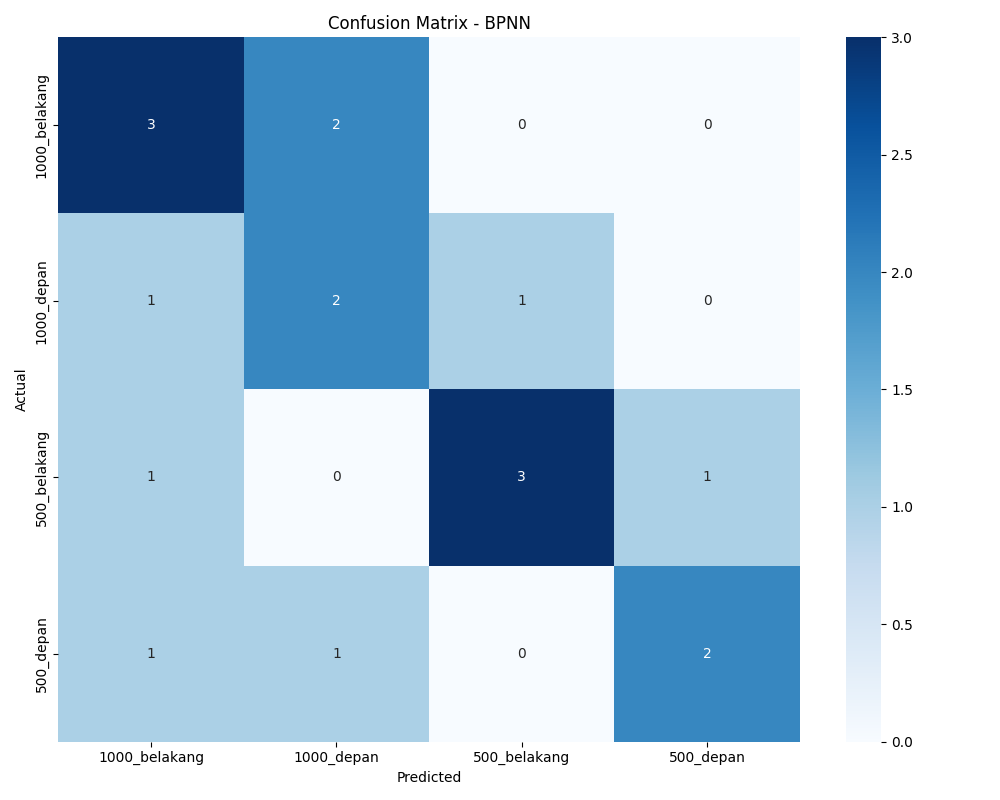 Confusion Matrix - BPNN
Actual
1000_belakang 3 2 0 0
1000_depan 1 2 1 0
500_belakang 1 0 3 1
500_depan 1 1 0 2
1000_belakang 1000_depan 500_belakang 500_depan
Predicted
3.0
2.5
2.0
1.5
1.0
0.5
0.0